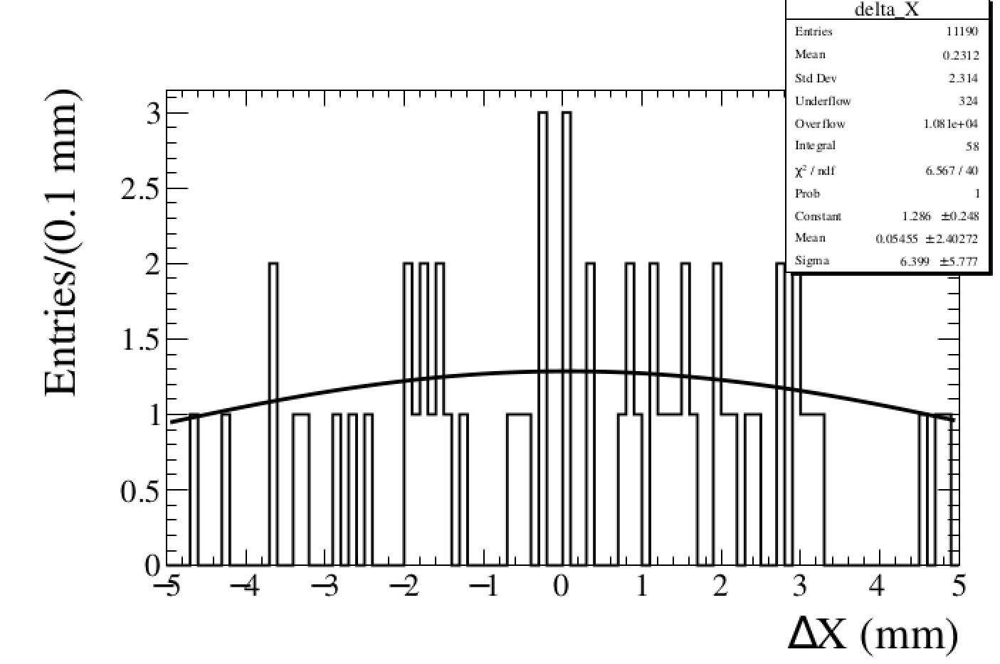 delta_X
Entries 11190
Mean 0.2312
Std Dev 2.314
Underflow 324
Overflow 1.081e+04
Integral 58
χ² / ndf 6.567 / 40
Prob 1
Constant 1.286 ±0.248
Mean 0.05455 ±2.40272
Sigma 6.399 ±5.777
Entries/(0.1 mm)
3
2.5
2
1.5
1
0.5
0
−5 −4 −3 −2 −1 0 1 2 3 4 5
ΔX (mm)